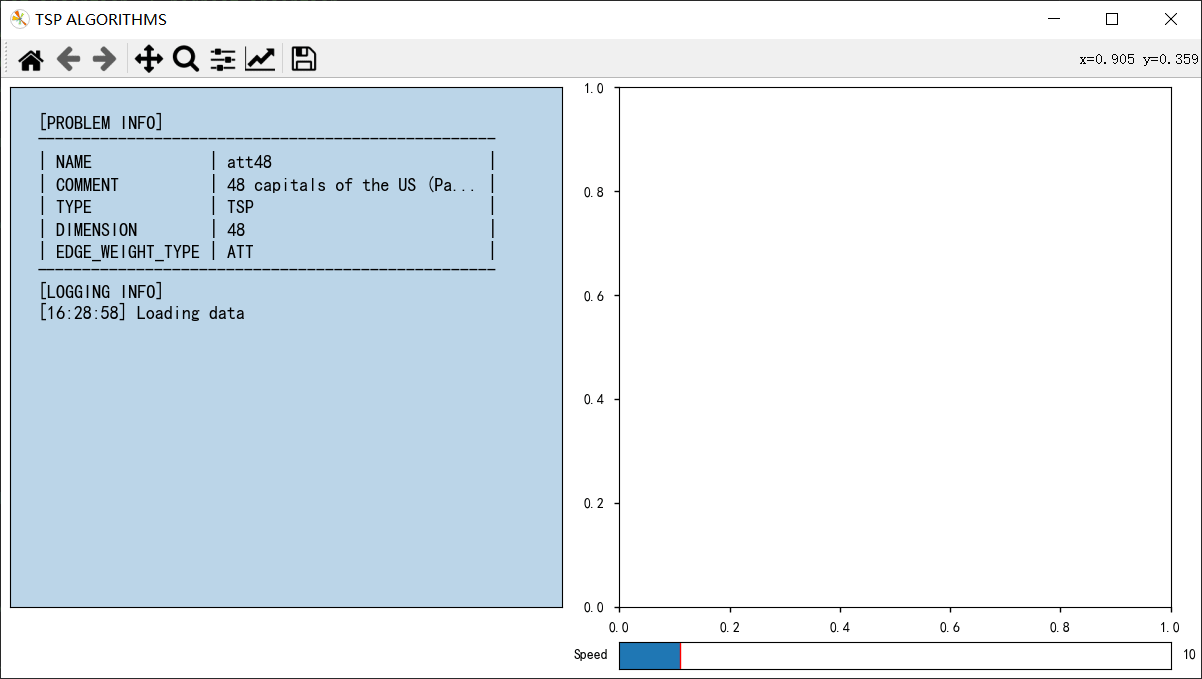 TSP ALGORITHMS
x=0.905 y=0.359
[PROBLEM INFO]
| NAME | att48 |
| COMMENT | 48 capitals of the US (Pa... |
| TYPE | TSP |
| DIMENSION | 48 |
| EDGE_WEIGHT_TYPE | ATT |
[LOGGING INFO]
[16:28:58] Loading data
1.0
0.8
0.6
0.4
0.2
0.0
0.0 0.2 0.4 0.6 0.8 1.0
Speed 10